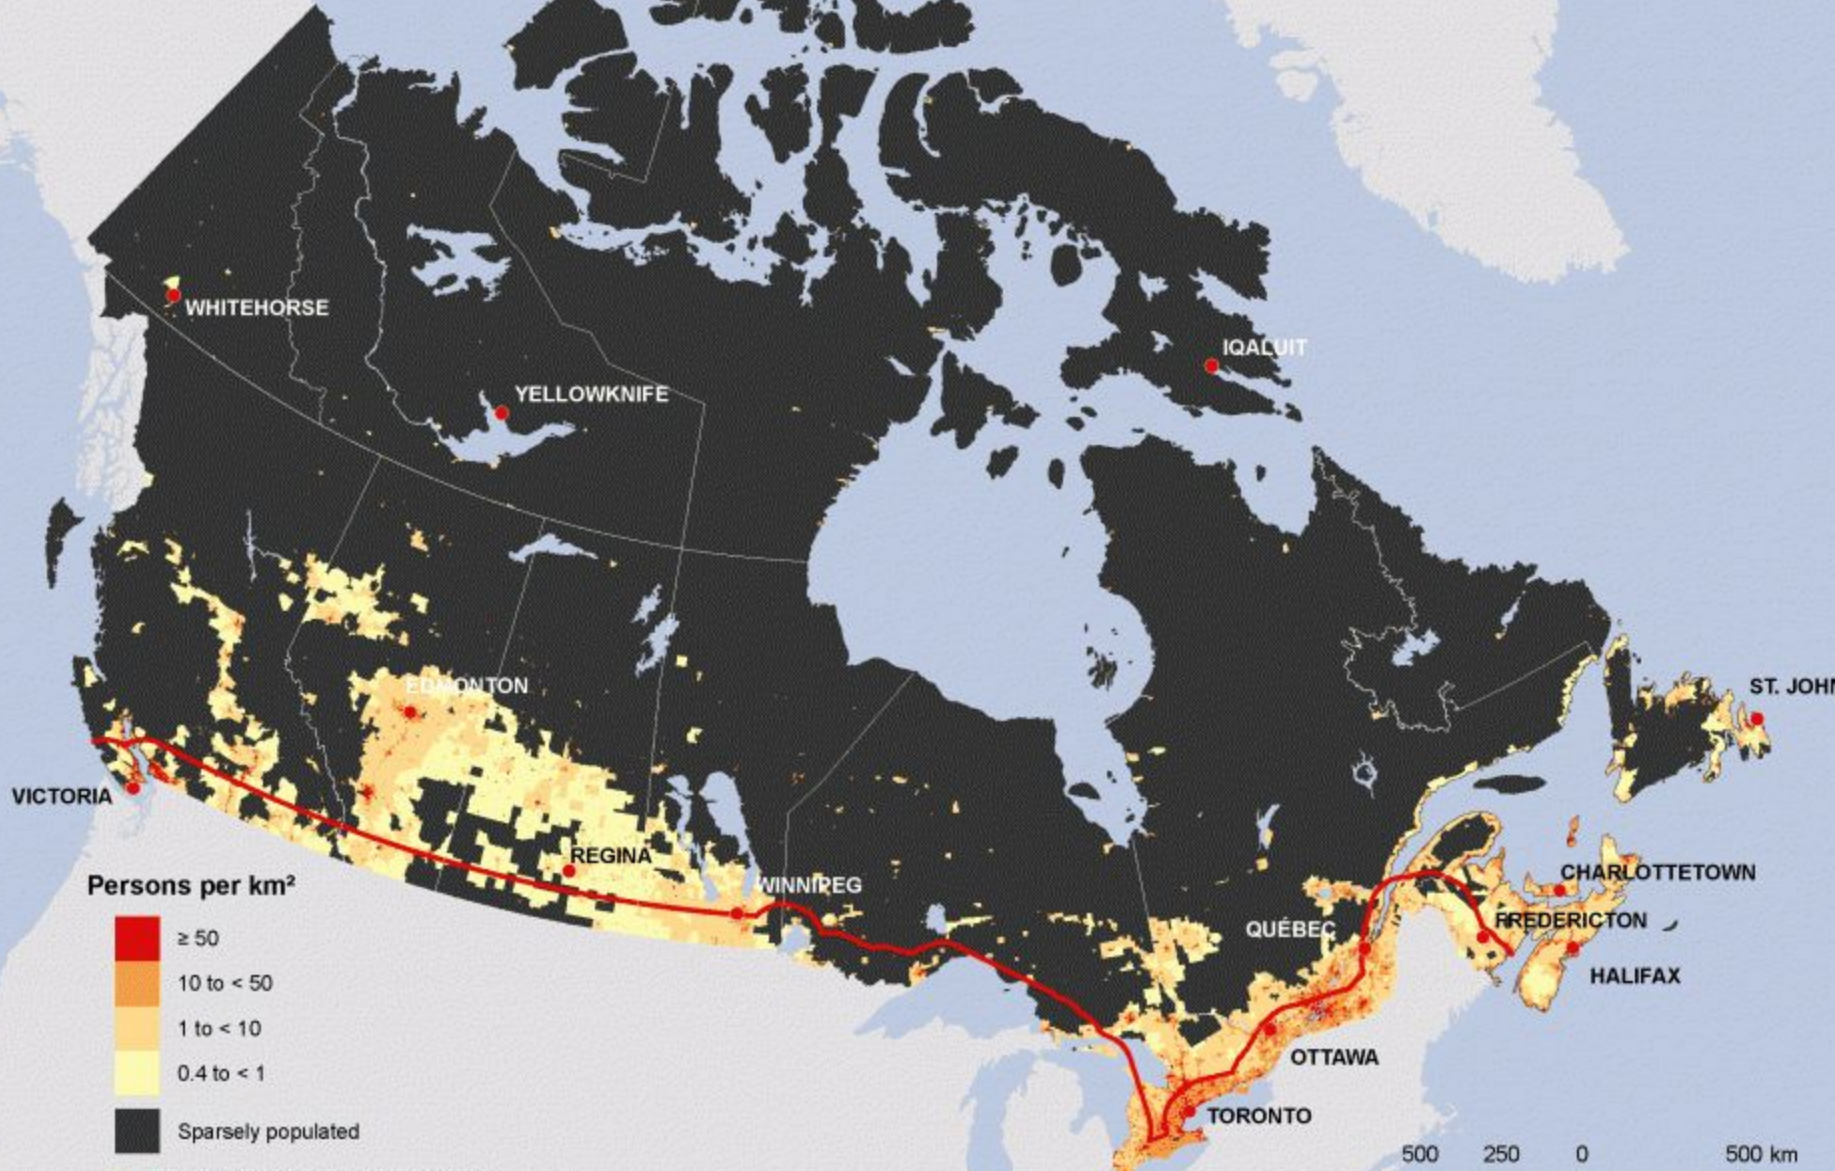 WHITEHORSE
IQALUIT
YELLOWKNIFE
EDMONTON
ST. JOHN
VICTORIA
REGINA
WINNIPEG
CHARLOTTETOWN
FREDERICTON
QUÉBEC
HALIFAX
OTTAWA
TORONTO
Persons per km²
≥ 50
10 to < 50
1 to < 10
0.4 to < 1
Sparsely populated
500 250 0 500 km